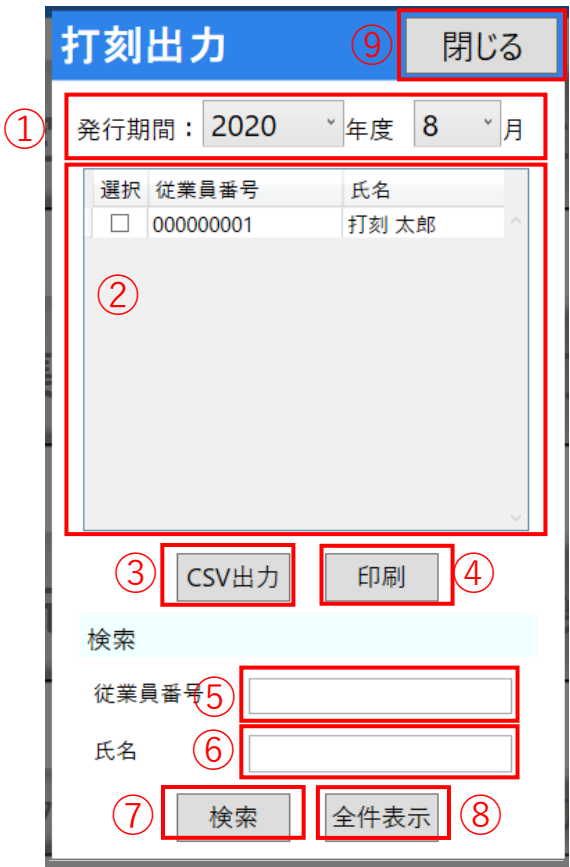 打刻出力 ⑨ 閉じる
① 発行期間： 2020 年度 8 月
選択 従業員番号 氏名
000000001 打刻 太郎
②
③ CSV出力 印刷 ④
検索
従業員番号 ⑤
氏名 ⑥
⑦ 検索 全件表示 ⑧